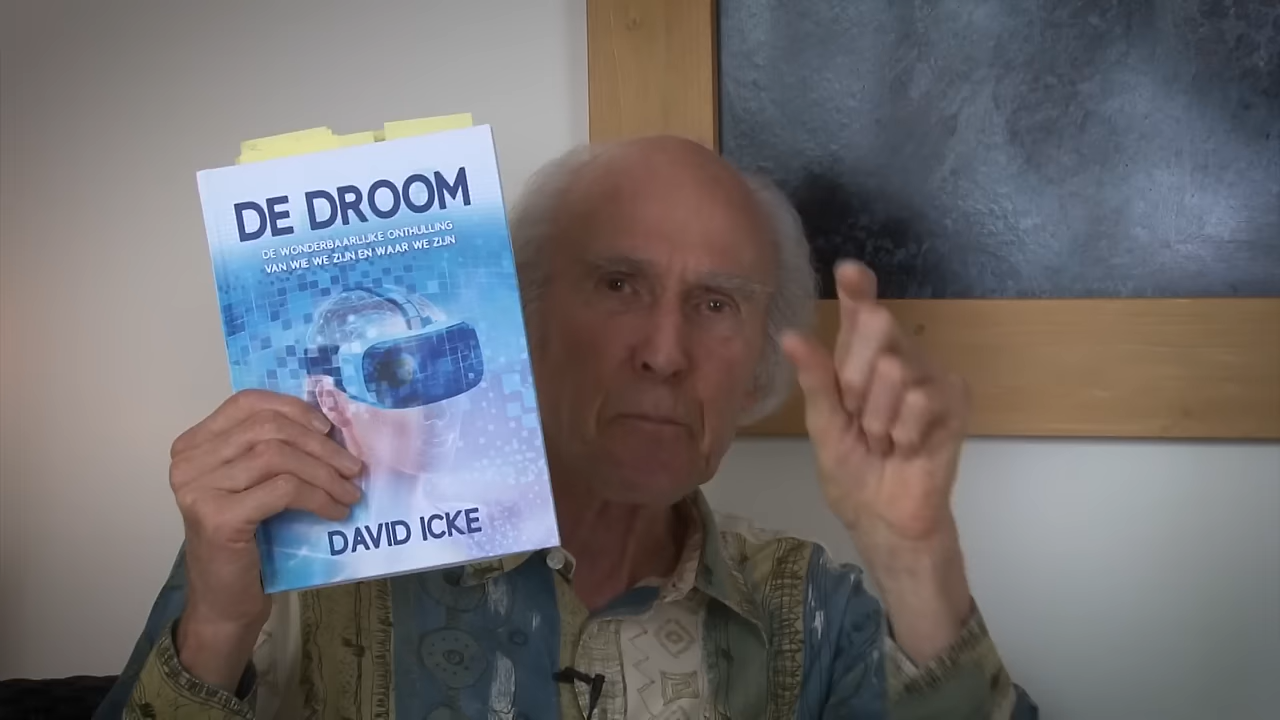 DE DROOM
DE WONDERBAARLIJKE ONTHULLING
VAN WIE WE ZIJN EN WAAR WE ZIJN
DAVID ICKE